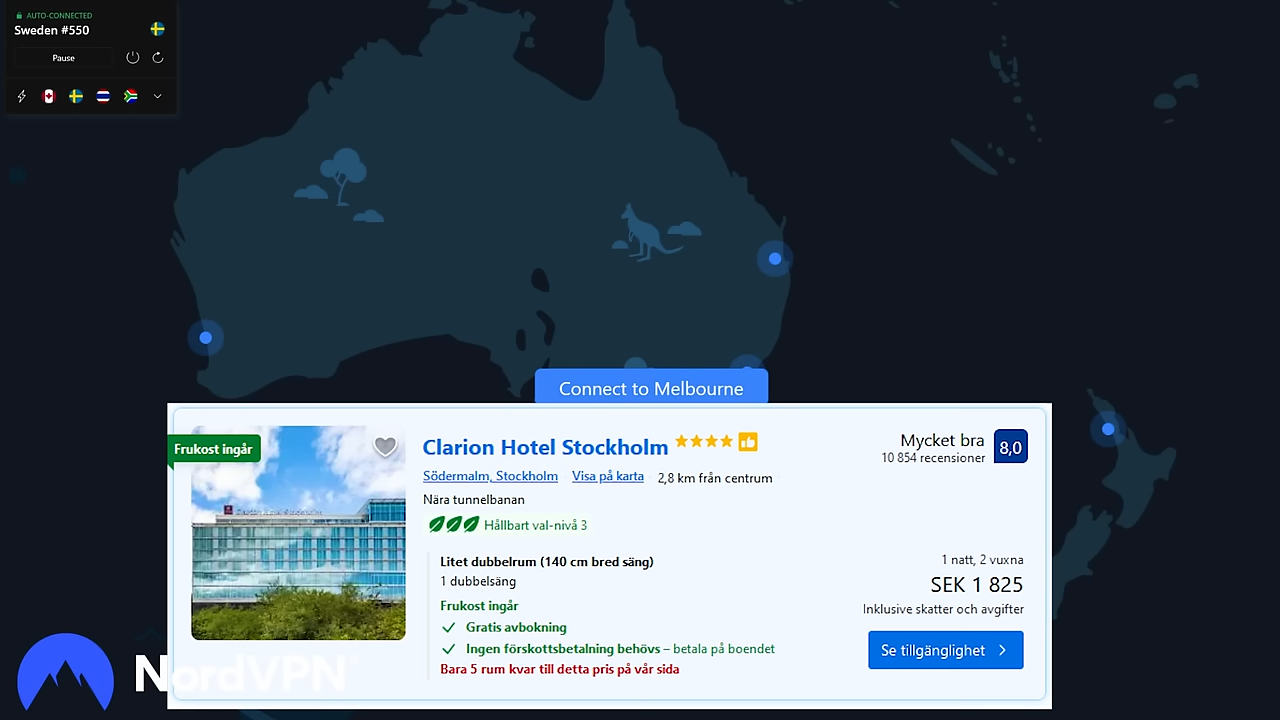 AUTO-CONNECTED
Sweden #550
Pause
Connect to Melbourne
Frukost ingår
Clarion Hotel Stockholm
Clarion Hotel Stockholm
Södermalm, Stockholm Visa på karta 2,8 km från centrum
Nära tunnelbanan
Hållbart val-nivå 3
Mycket bra
10 854 recensioner
8,0
Litet dubbelrum (140 cm bred säng)
1 dubbelsäng
Frukost ingår
Gratis avbokning
Ingen förskottsbetalning behövs – betala på boendet
Bara 5 rum kvar till detta pris på vår sida
1 natt, 2 vuxna
SEK 1 825
Inklusive skatter och avgifter
Se tillgänglighet
NordVPN